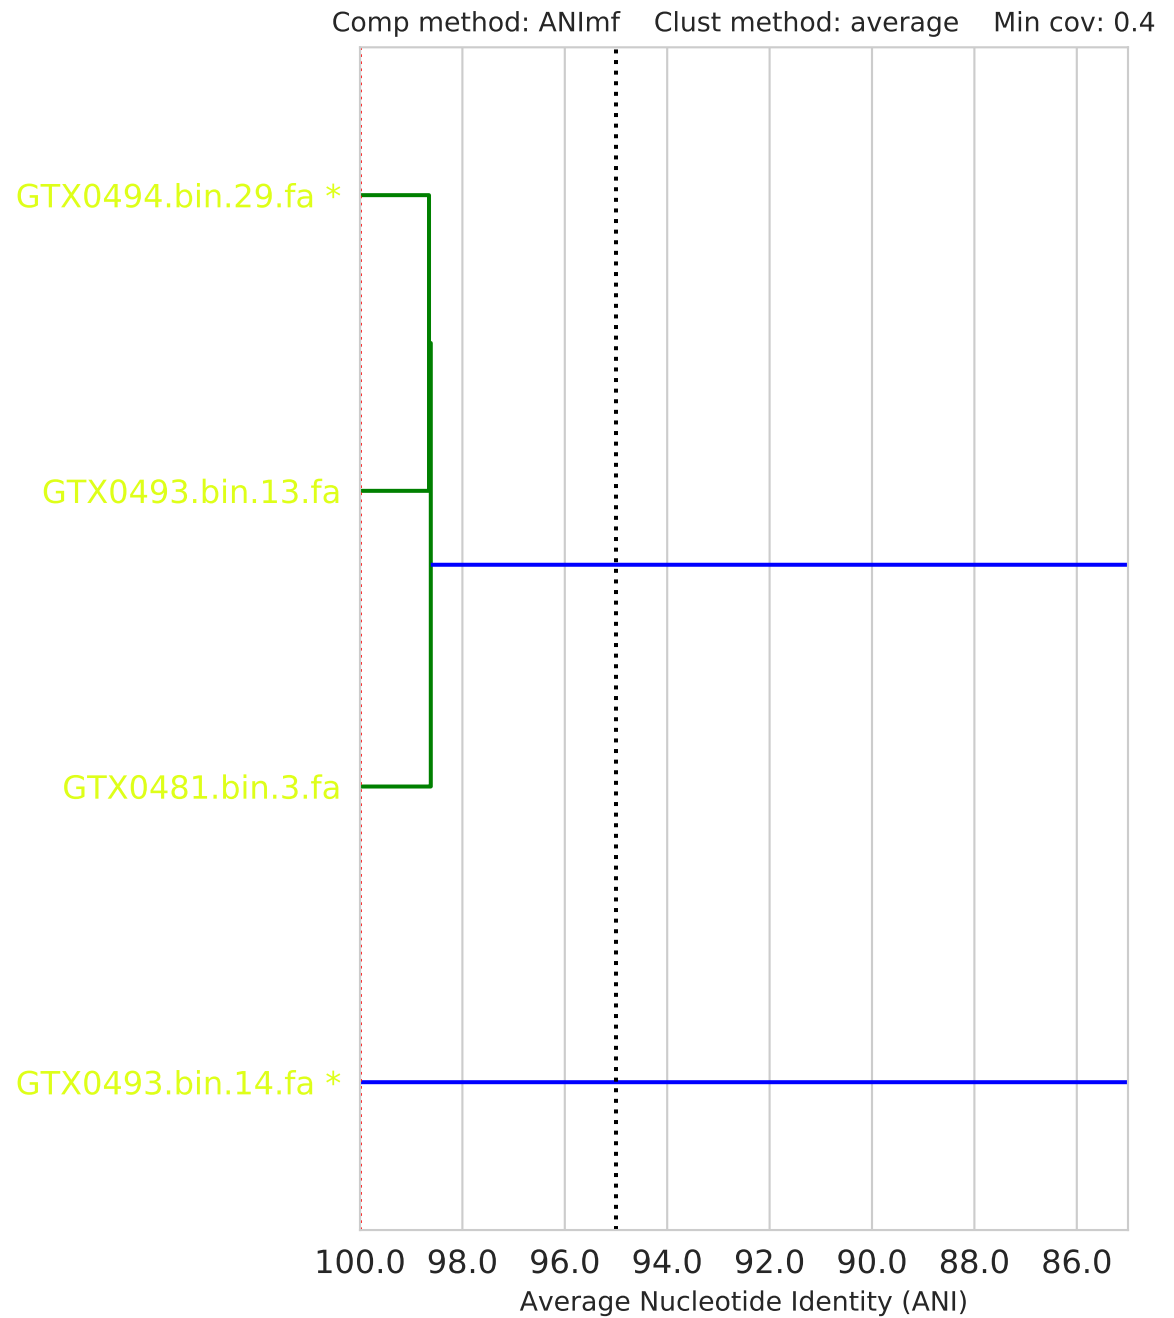 Comp method: ANImf    Clust method: average    Min cov: 0.4
GTX0494.bin.29.fa *
GTX0493.bin.13.fa
GTX0481.bin.3.fa
GTX0493.bin.14.fa *
100.0 98.0 96.0 94.0 92.0 90.0 88.0 86.0
Average Nucleotide Identity (ANI)